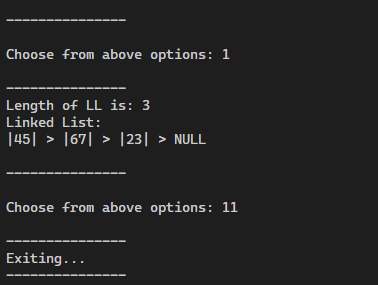 ---------------
Choose from above options: 1
---------------
Length of LL is: 3
Linked List:
|45| > |67| > |23| > NULL
---------------
Choose from above options: 11
---------------
Exiting...
---------------